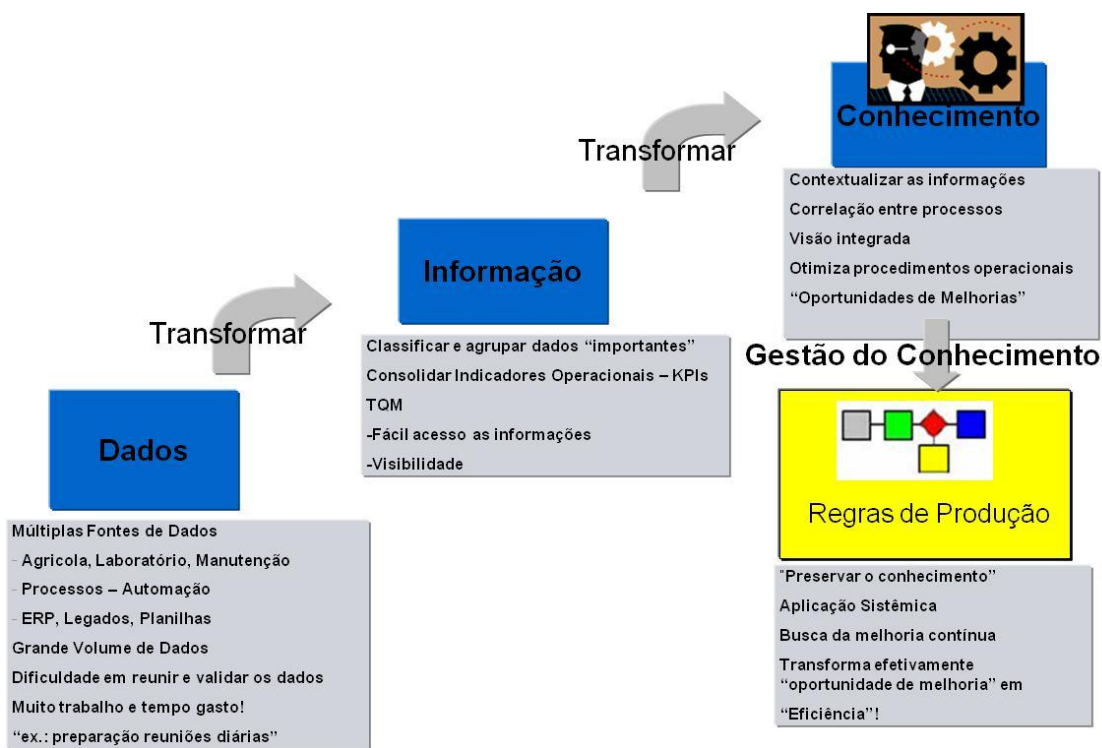 Dados
Múltiplas Fontes de Dados
- Agricola, Laboratório, Manutenção
- Processos – Automação
- ERP, Legados, Planilhas
Grande Volume de Dados
Dificuldade em reunir e validar os dados
Muito trabalho e tempo gasto!
“ex.: preparação reuniões diárias”
Transformar
Informação
Classificar e agrupar dados “importantes”
Consolidar Indicadores Operacionais – KPIs
TQM
-Fácil acesso as informações
-Visibilidade
Transformar
Conhecimento
Contextualizar as informações
Correlação entre processos
Visão integrada
Otimiza procedimentos operacionais
“Oportunidades de Melhorias”
Gestão do Conhecimento
Regras de Produção
“Preservar o conhecimento”
Aplicação Sistêmica
Busca da melhoria contínua
Transforma efetivamente
“oportunidade de melhoria” em
“Eficiência”!